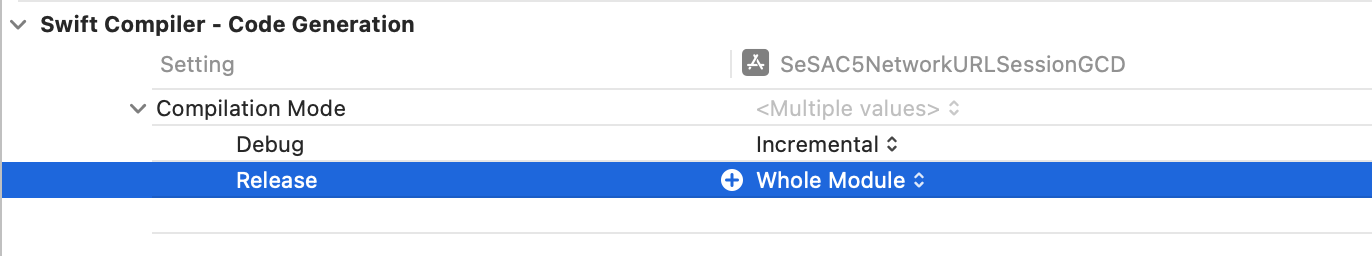 Swift Compiler - Code Generation
Setting SeSAC5NetworkURLSessionGCD
Compilation Mode <Multiple values>
Debug Incremental
Release Whole Module